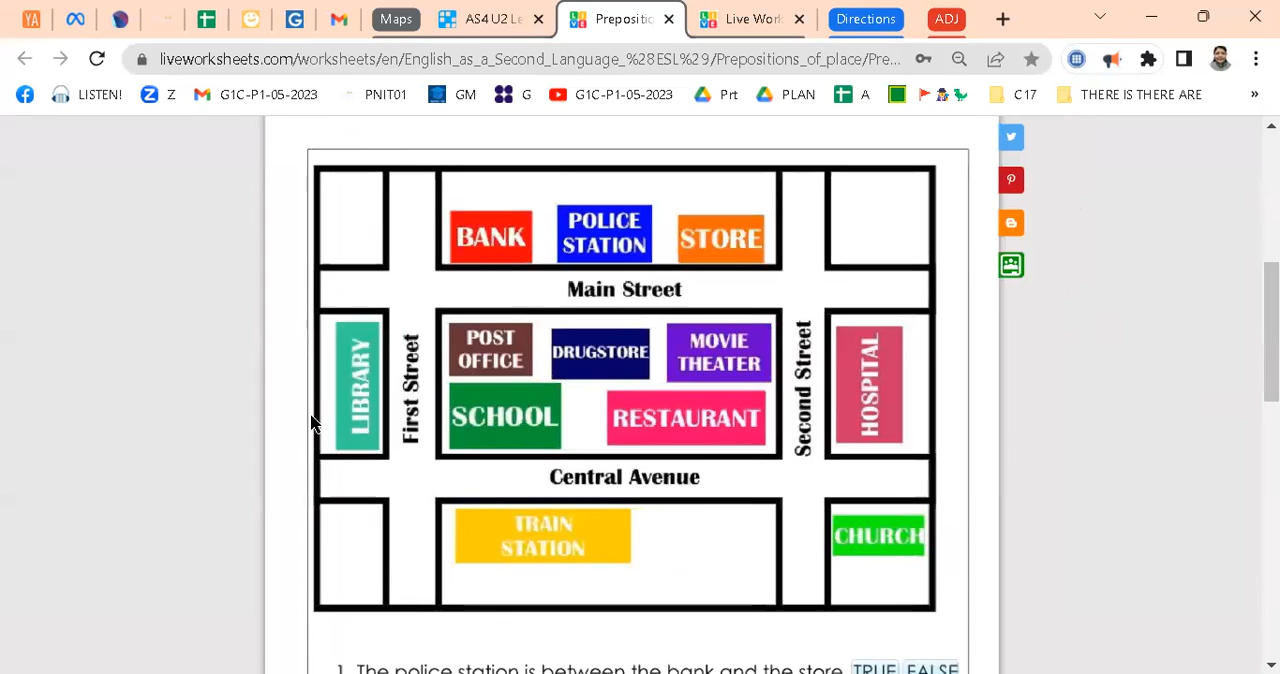 Maps
AS4 U2 Le
Prepositio
Live Work
Directions
ADJ
liveworksheets.com/worksheets/en/English_as_a_Second_Language_%28ESL%29/Prepositions_of_place/Pre...
LISTEN!
Z
G1C-P1-05-2023
PNIT01
GM
G
G1C-P1-05-2023
Prt
PLAN
A
C17
THERE IS THERE ARE
»
BANK
POLICE
STATION
STORE
Main Street
LIBRARY
First Street
POST
OFFICE
DRUGSTORE
MOVIE
THEATER
SCHOOL
RESTAURANT
Second Street
HOSPITAL
Central Avenue
TRAIN
STATION
CHURCH
1. The police station is between the bank and the store. TRUE FALSE